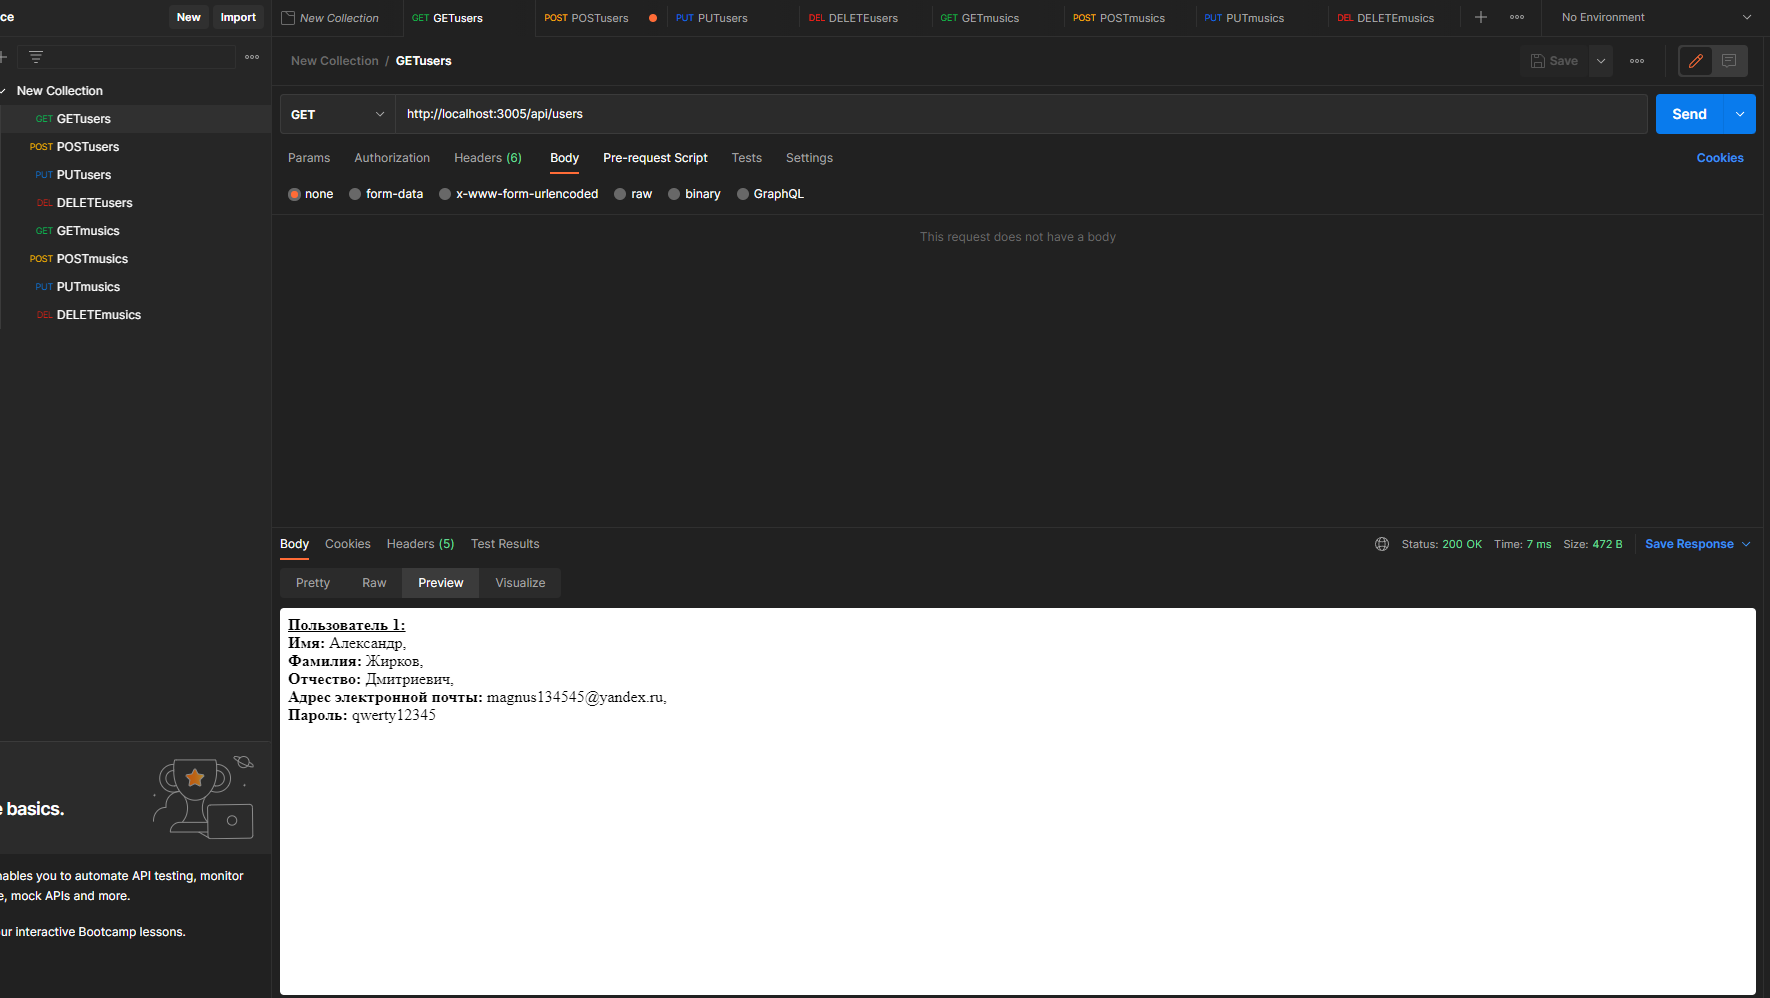 ce New Import New Collection GET GETusers POST POSTusers PUT PUTusers DEL DELETEusers GET GETmusics POST POSTmusics PUT PUTmusics DEL DELETEmusics No Environment
New Collection / GETusers Save
New Collection
GET GETusers
POST POSTusers
PUT PUTusers
DEL DELETEusers
GET GETmusics
POST POSTmusics
PUT PUTmusics
DEL DELETEmusics
GET http://localhost:3005/api/users Send
Params Authorization Headers (6) Body Pre-request Script Tests Settings Cookies
none form-data x-www-form-urlencoded raw binary GraphQL
This request does not have a body
Body Cookies Headers (5) Test Results Status: 200 OK Time: 7 ms Size: 472 B Save Response
Pretty Raw Preview Visualize
Пользователь 1:
Имя: Александр,
Фамилия: Жирков,
Отчество: Дмитриевич,
Адрес электронной почты: magnus134545@yandex.ru,
Пароль: qwerty12345
e basics.
nables you to automate API testing, monitor
e, mock APIs and more.
ur interactive Bootcamp lessons.